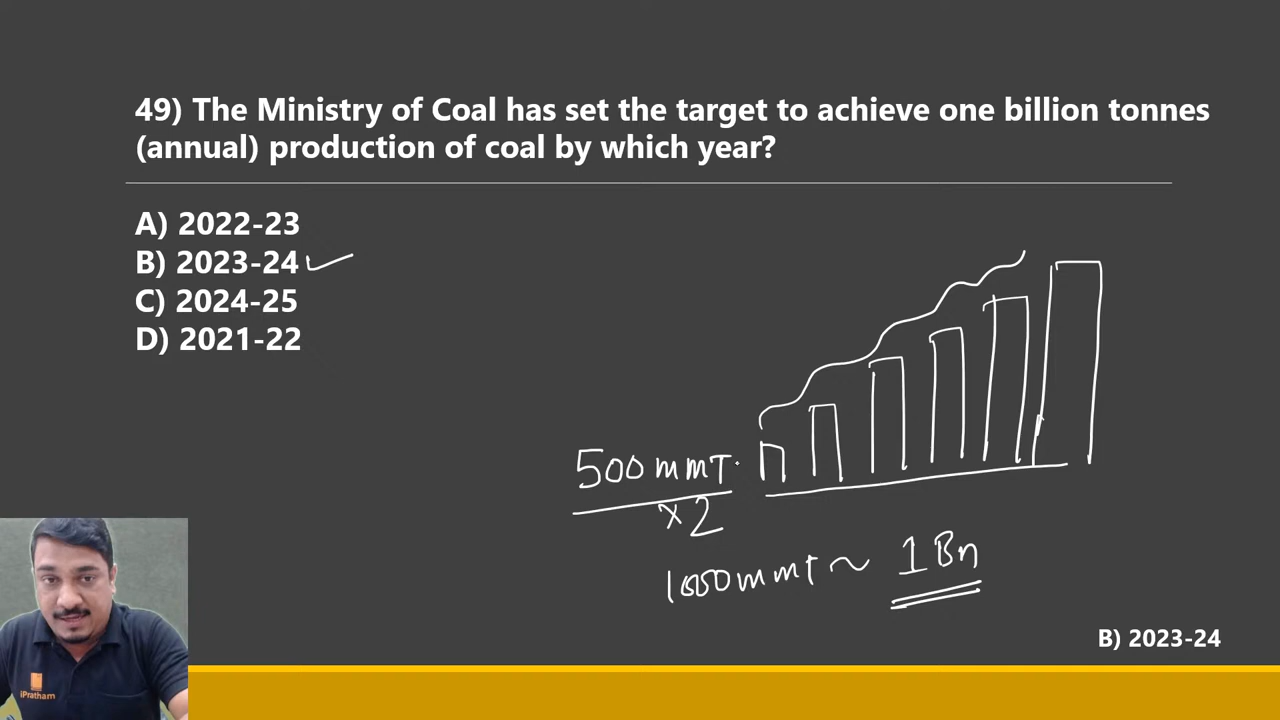 49) The Ministry of Coal has set the target to achieve one billion tonnes
(annual) production of coal by which year?
A) 2022-23
B) 2023-24
C) 2024-25
D) 2021-22
500 mmT
x2
1000 mmT ~ 1 Bn
B) 2023-24
iPratham